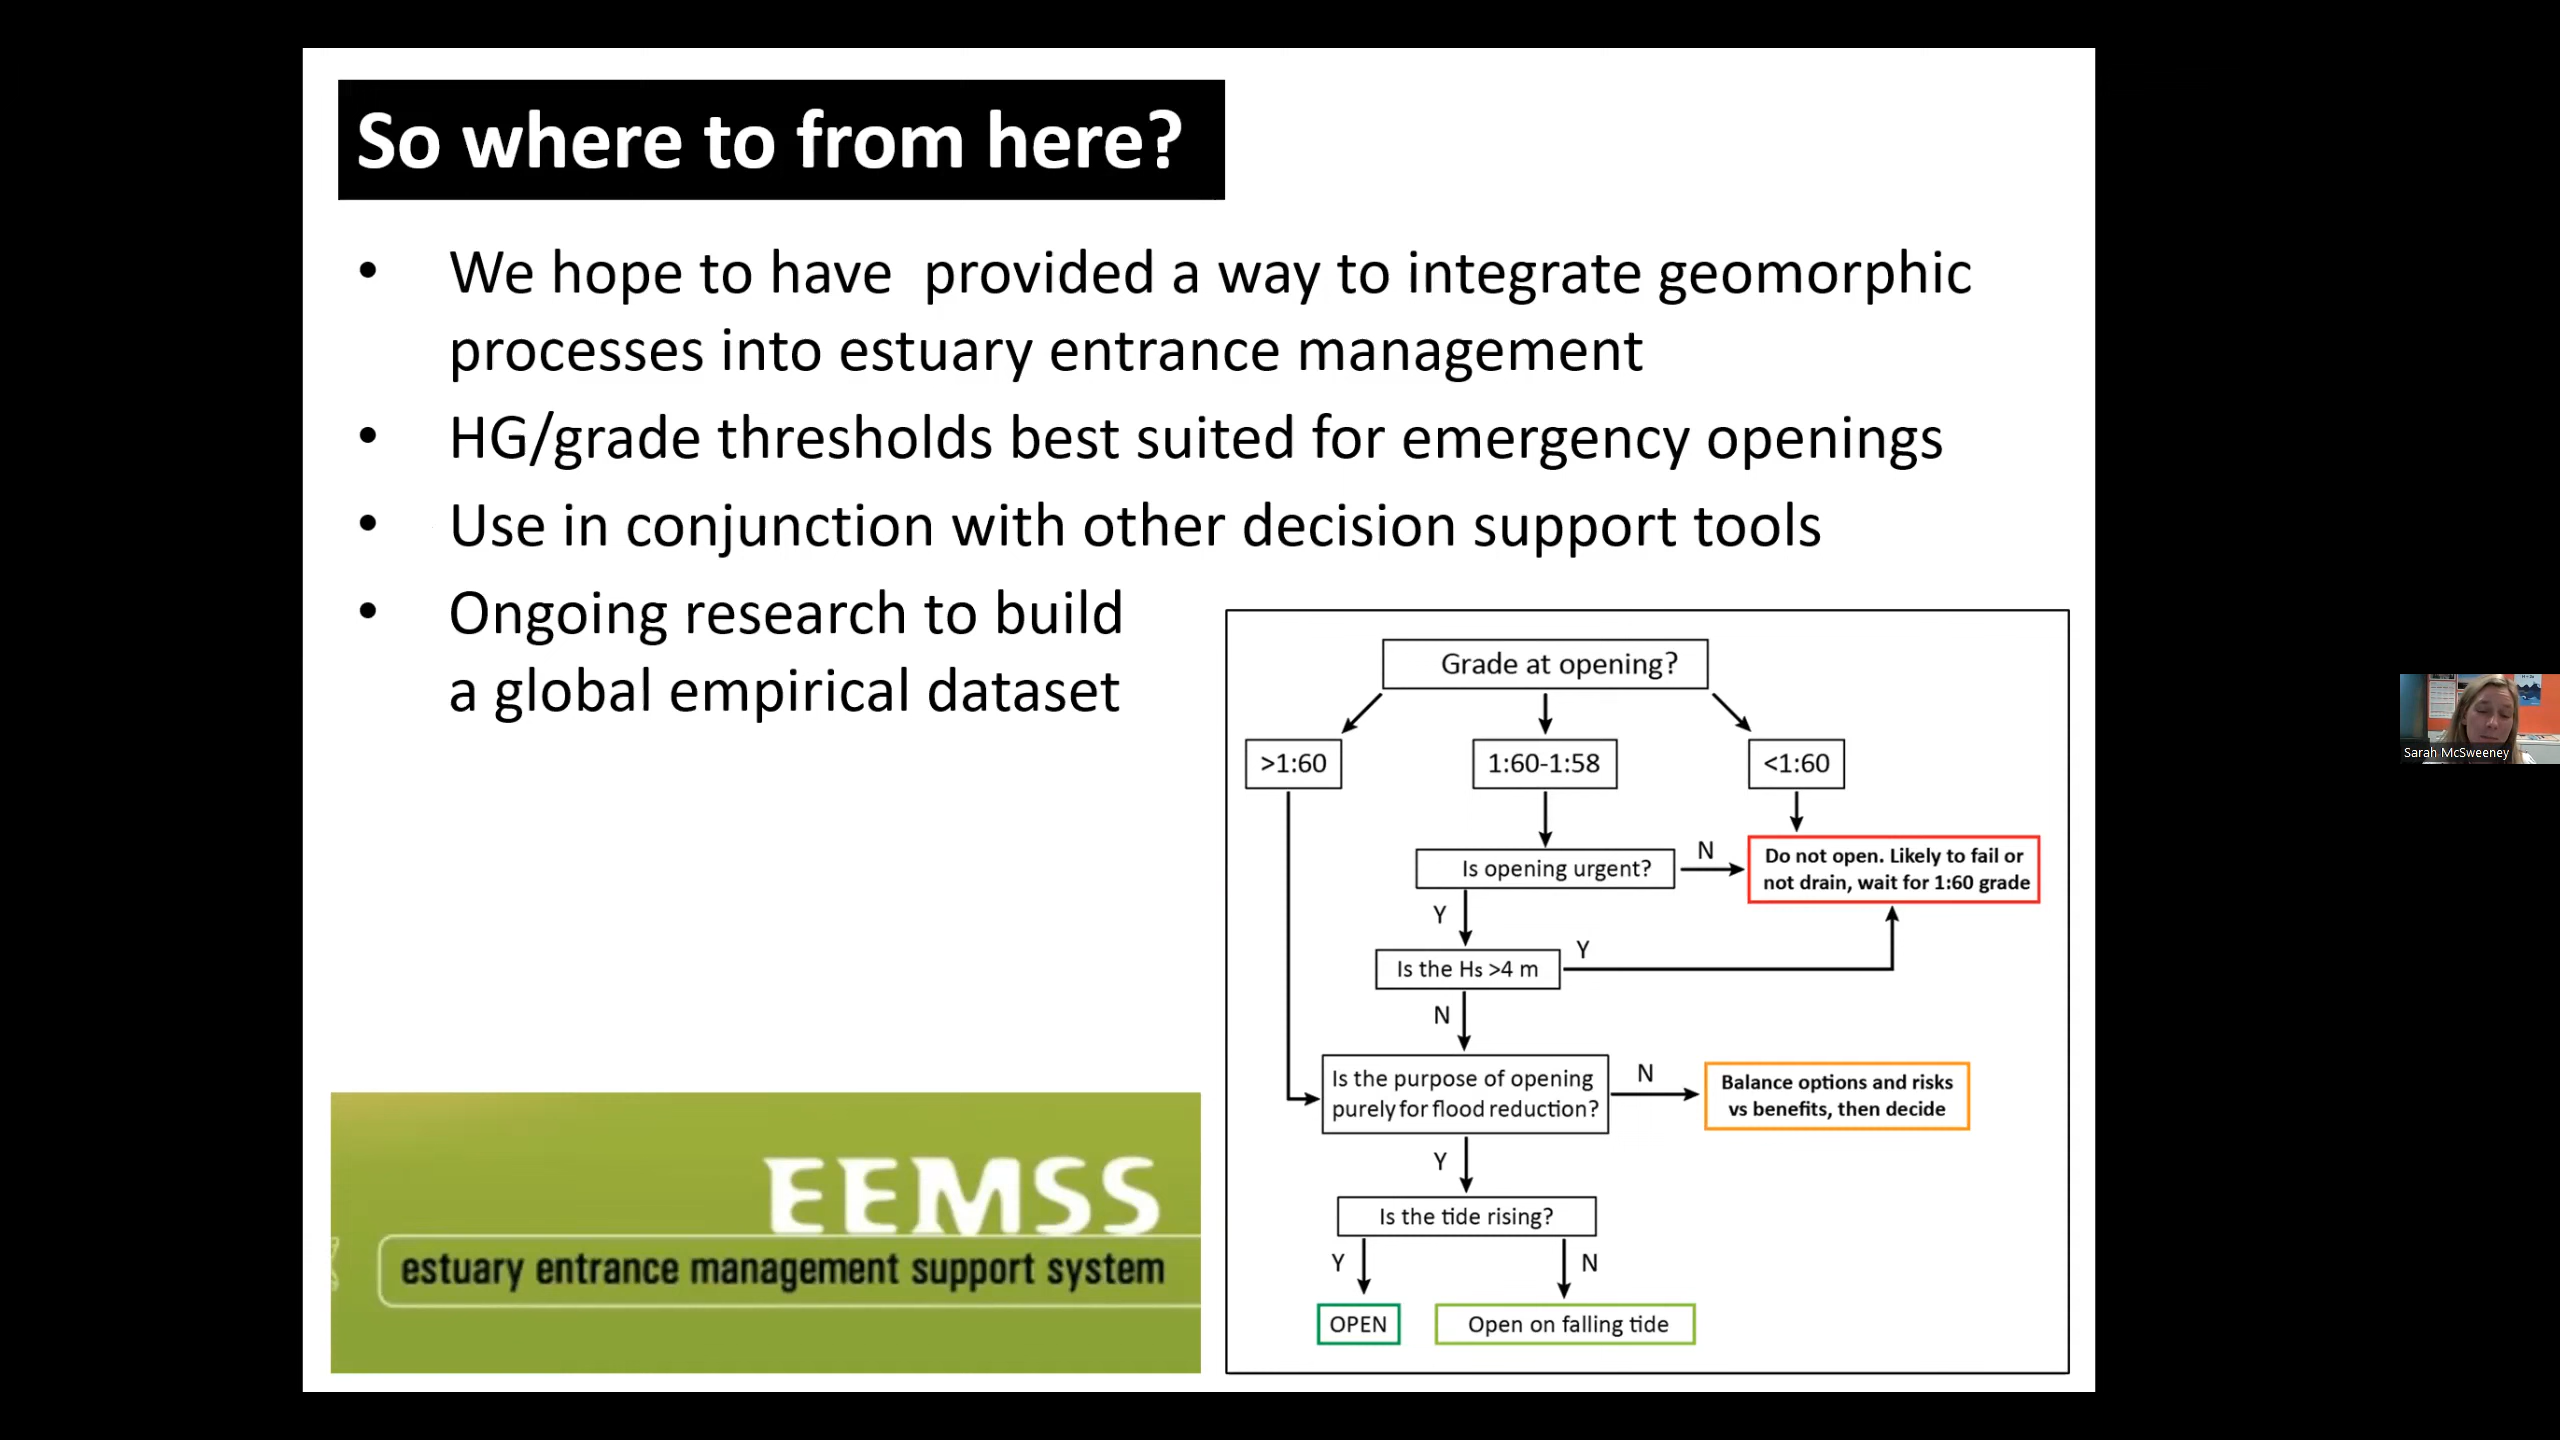 So where to from here?
• We hope to have  provided a way to integrate geomorphic
processes into estuary entrance management
• HG/grade thresholds best suited for emergency openings
• Use in conjunction with other decision support tools
• Ongoing research to build
a global empirical dataset
Grade at opening?
>1:60
1:60-1:58
<1:60
Is opening urgent?
N
Do not open. Likely to fail or
not drain, wait for 1:60 grade
Y
Is the Hs >4 m
Y
N
Is the purpose of opening
purely for flood reduction?
N
Balance options and risks
vs benefits, then decide
Y
Is the tide rising?
Y
N
OPEN
Open on falling tide
EEMSS
estuary entrance management support system
Sarah McSweeney